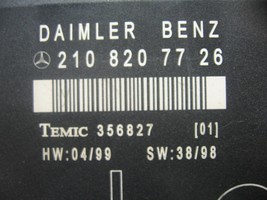 DAIMLER BENZ
210 820 77 26
TEMIC 356827 [01]
HW:04/99 SW:38/98